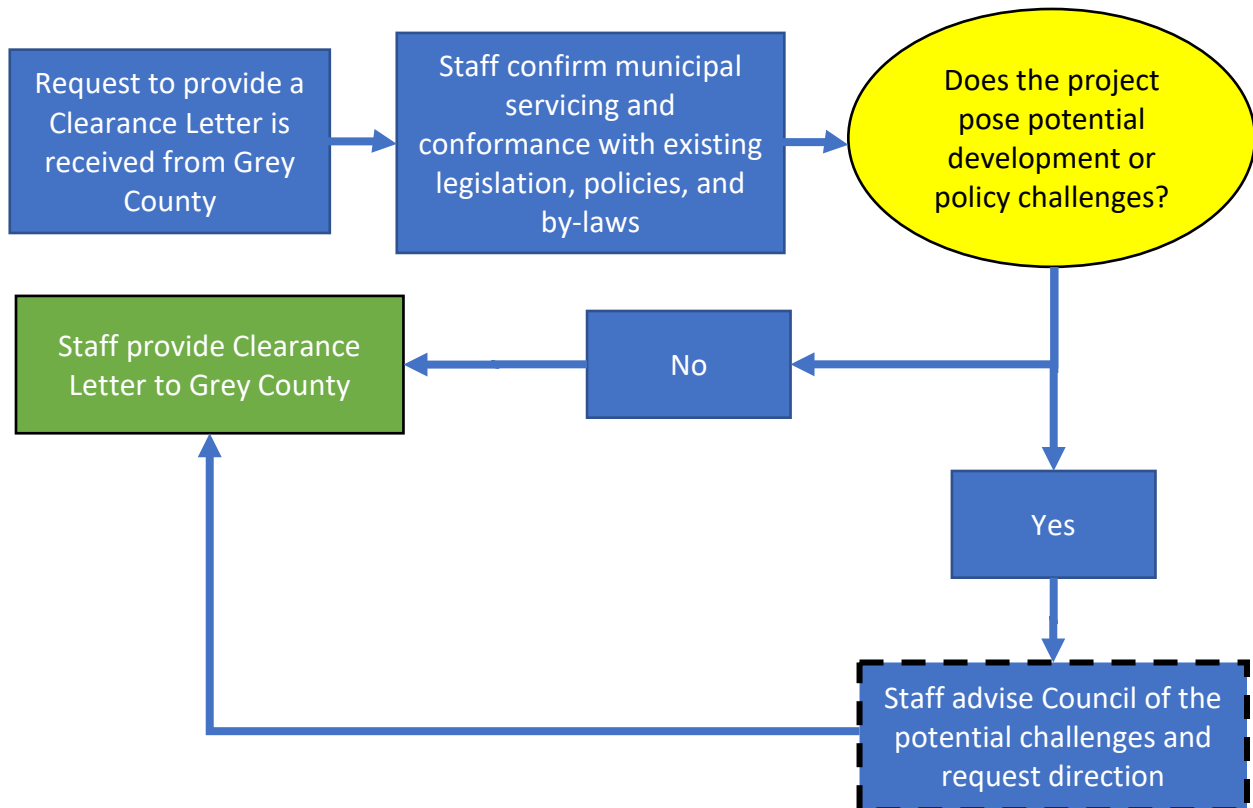 Request to provide a
Clearance Letter is
received from Grey
County
Staff confirm municipal
servicing and
conformance with existing
legislation, policies, and
by-laws
Does the project
pose potential
development or
policy challenges?
Staff provide Clearance
Letter to Grey County
No
Yes
Staff advise Council of the
potential challenges and
request direction